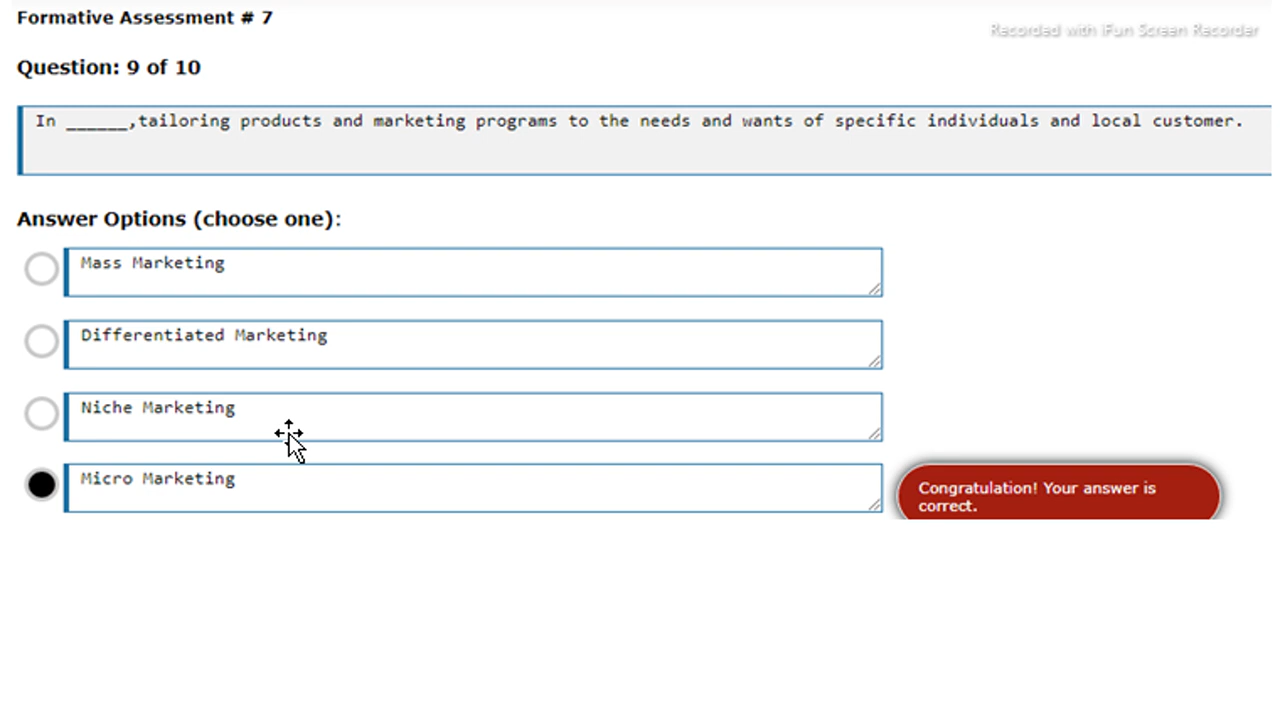 Formative Assessment # 7
Recorded with iFun Screen Recorder
Question: 9 of 10
In ______,tailoring products and marketing programs to the needs and wants of specific individuals and local customer.
Answer Options (choose one):
Mass Marketing
Differentiated Marketing
Niche Marketing
Micro Marketing
Congratulation! Your answer is
correct.